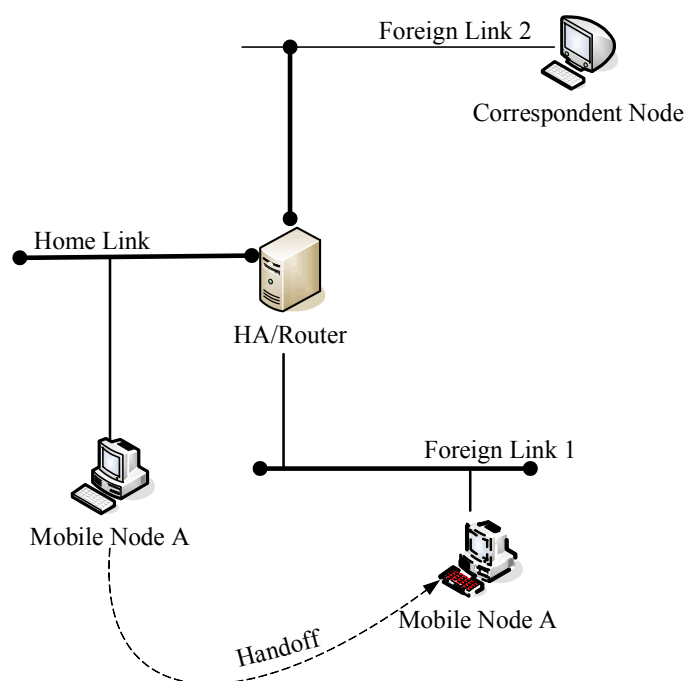 Foreign Link 2
Correspondent Node
Home Link
HA/Router
Foreign Link 1
Mobile Node A
Mobile Node A
Handoff